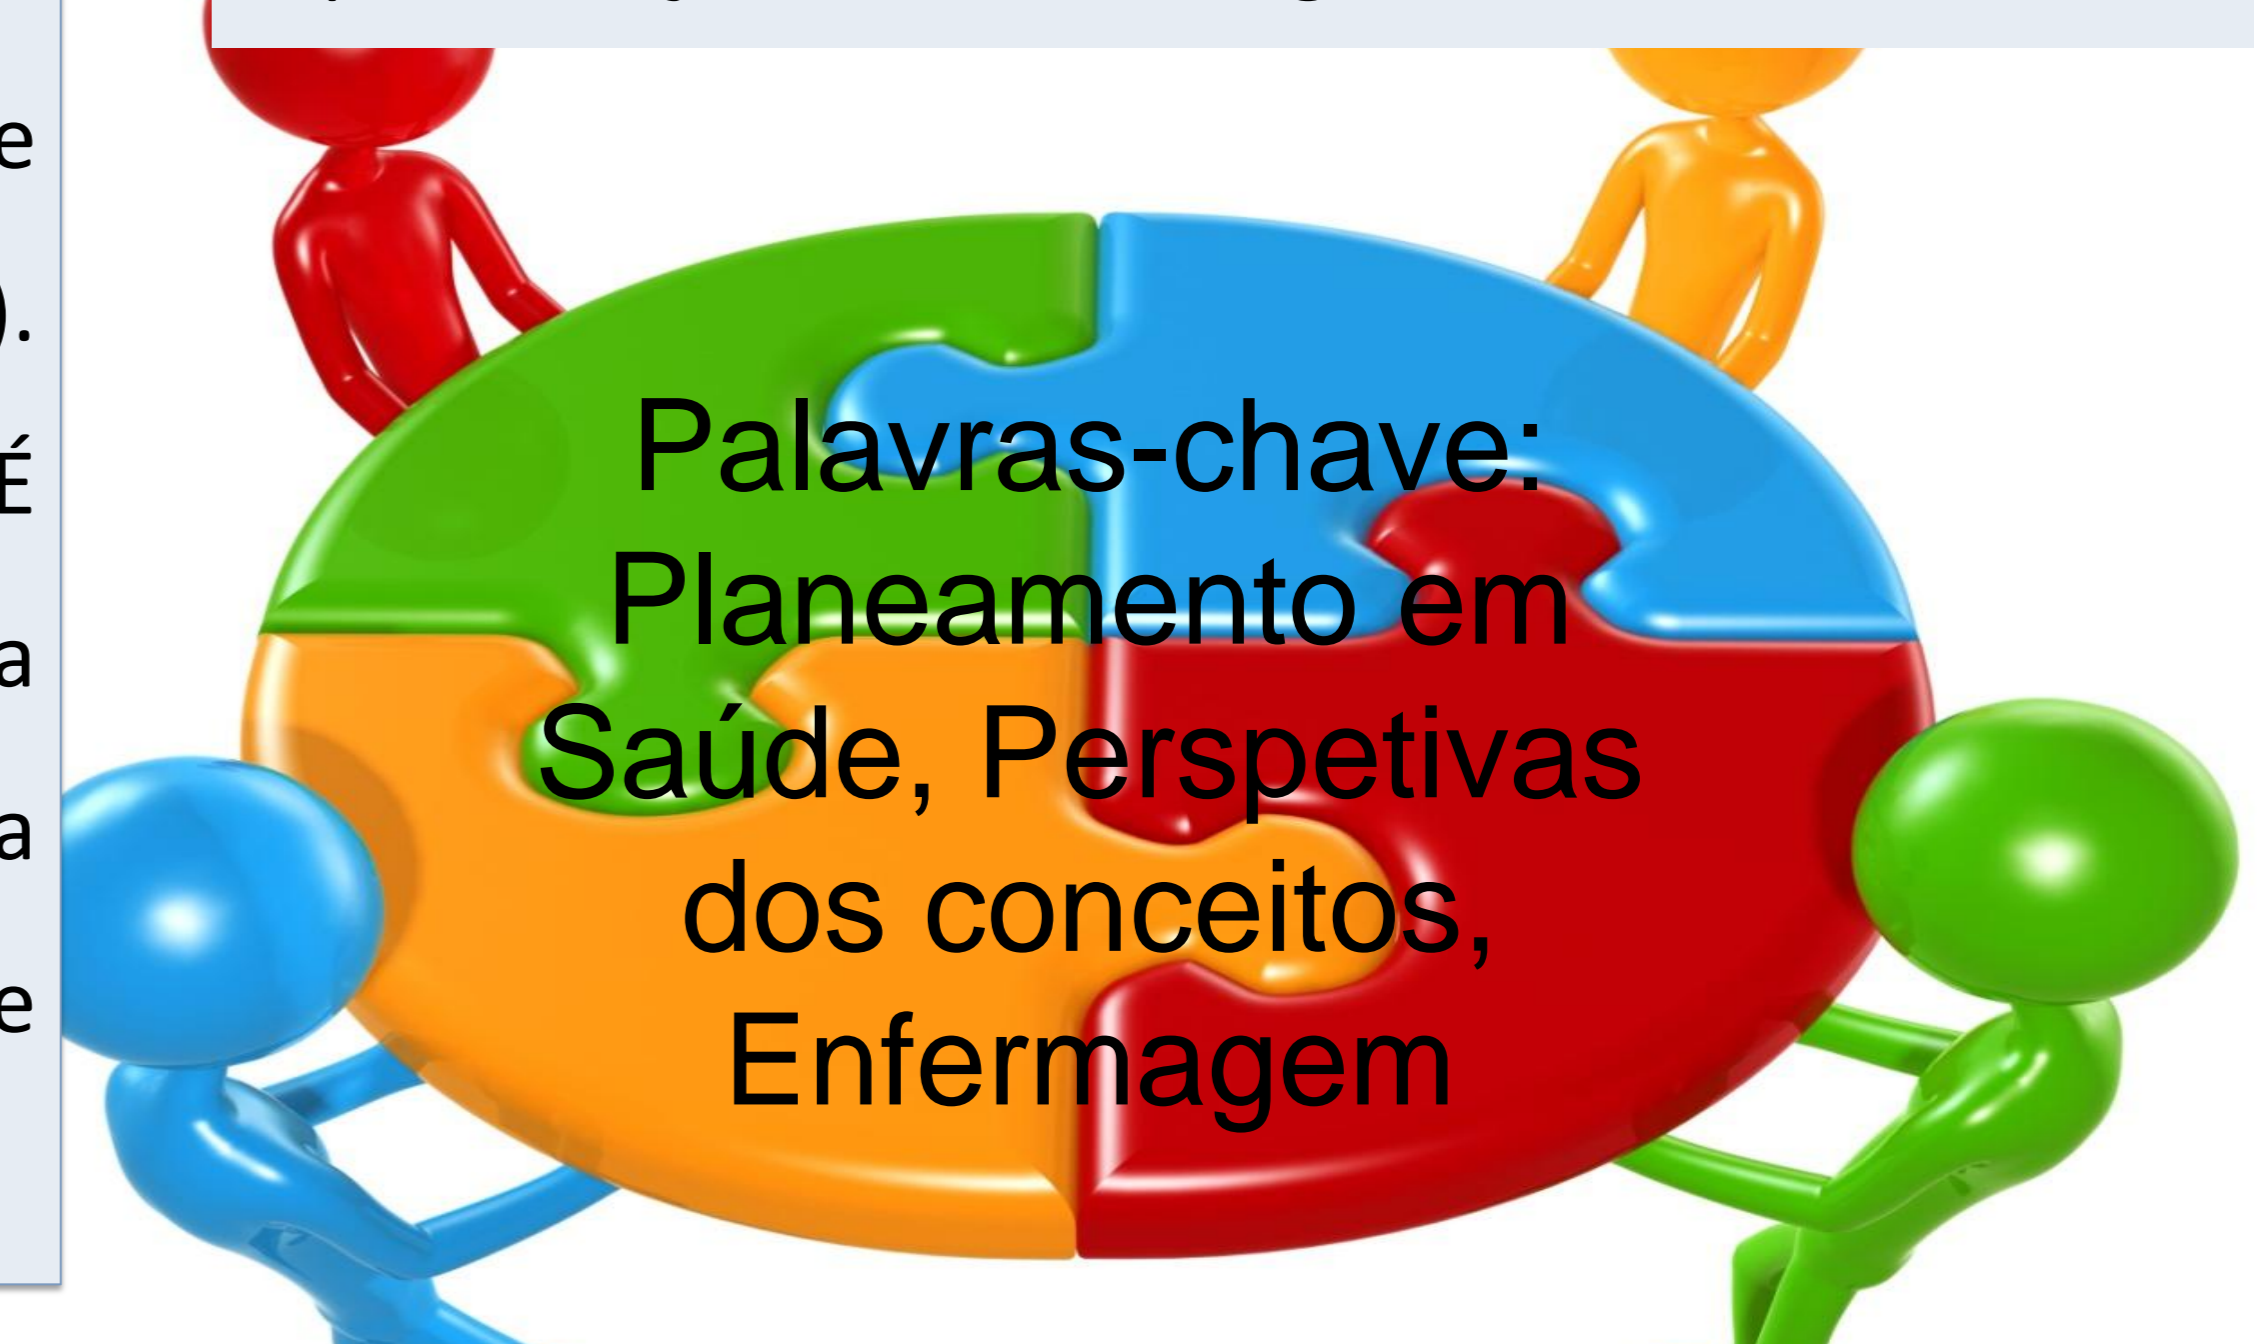 e
).
É
a
a
e
Palavras-chave:
Planeamento em
Saúde, Perspetivas
dos conceitos,
Enfermagem